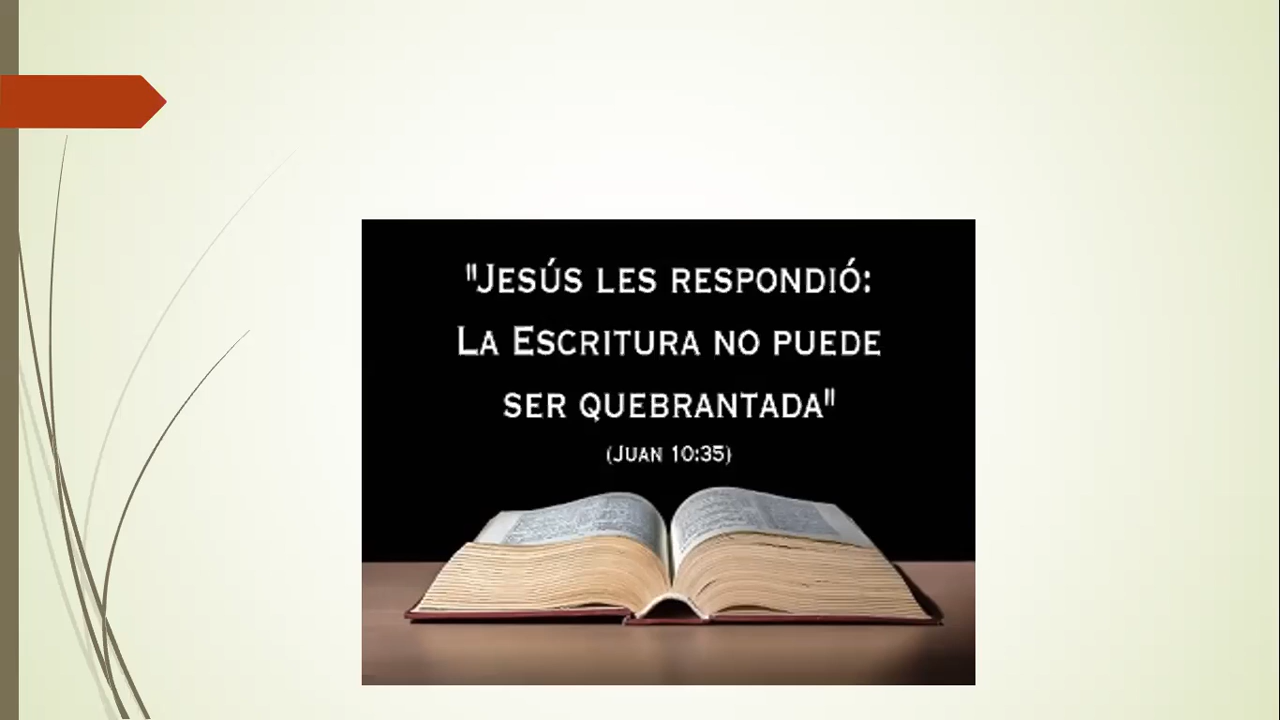 "Jesús les respondió:
La Escritura no puede
ser quebrantada"
(Juan 10:35)